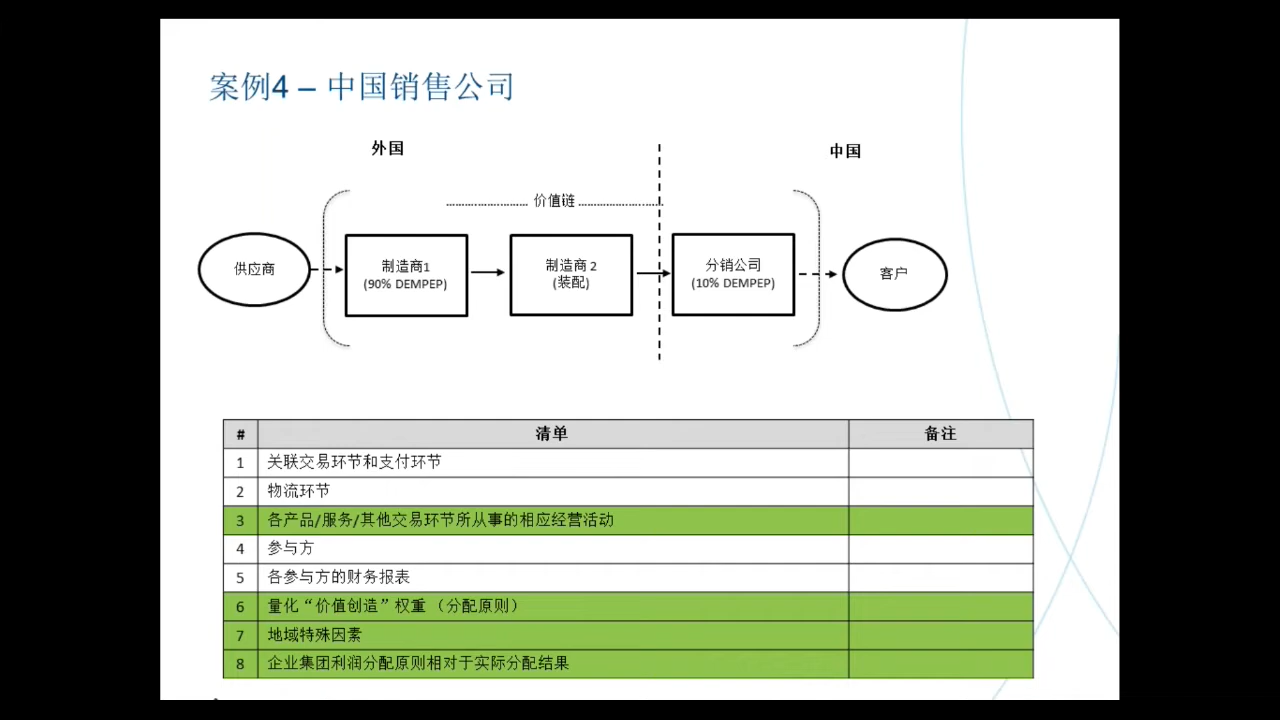 案例4 – 中国销售公司
外国
中国
价值链
供应商
制造商1
(90% DEMPEP)
制造商 2
(装配)
分销公司
(10% DEMPEP)
客户
# 清单 备注
1 关联交易环节和支付环节
2 物流环节
3 各产品/服务/其他交易环节所从事的相应经营活动
4 参与方
5 各参与方的财务报表
6 量化“价值创造”权重 （分配原则）
7 地域特殊因素
8 企业集团利润分配原则相对于实际分配结果